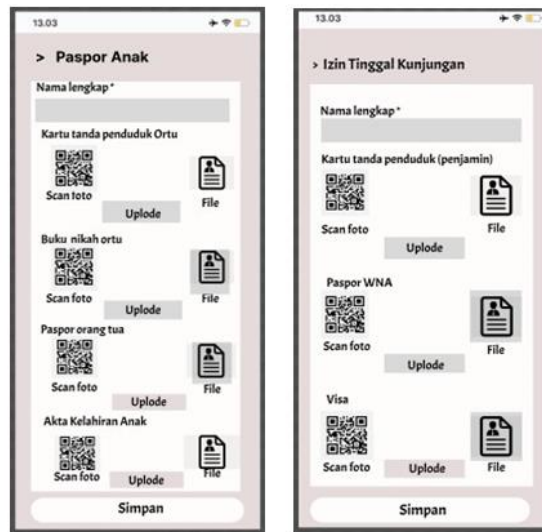 13.03
> Paspor Anak
Nama lengkap *
Kartu tanda penduduk Ortu
Scan foto
File
Uplode
Buku nikah ortu
Scan foto
File
Uplode
Paspor orang tua
Scan foto
File
Uplode
Akta Kelahiran Anak
Scan foto
Uplode
File
Simpan
13.03
> Izin Tinggal Kunjungan
Nama lengkap *
Kartu tanda penduduk (penjamin)
Scan foto
File
Uplode
Paspor WNA
Scan foto
File
Uplode
Visa
Scan foto
Uplode
File
Simpan